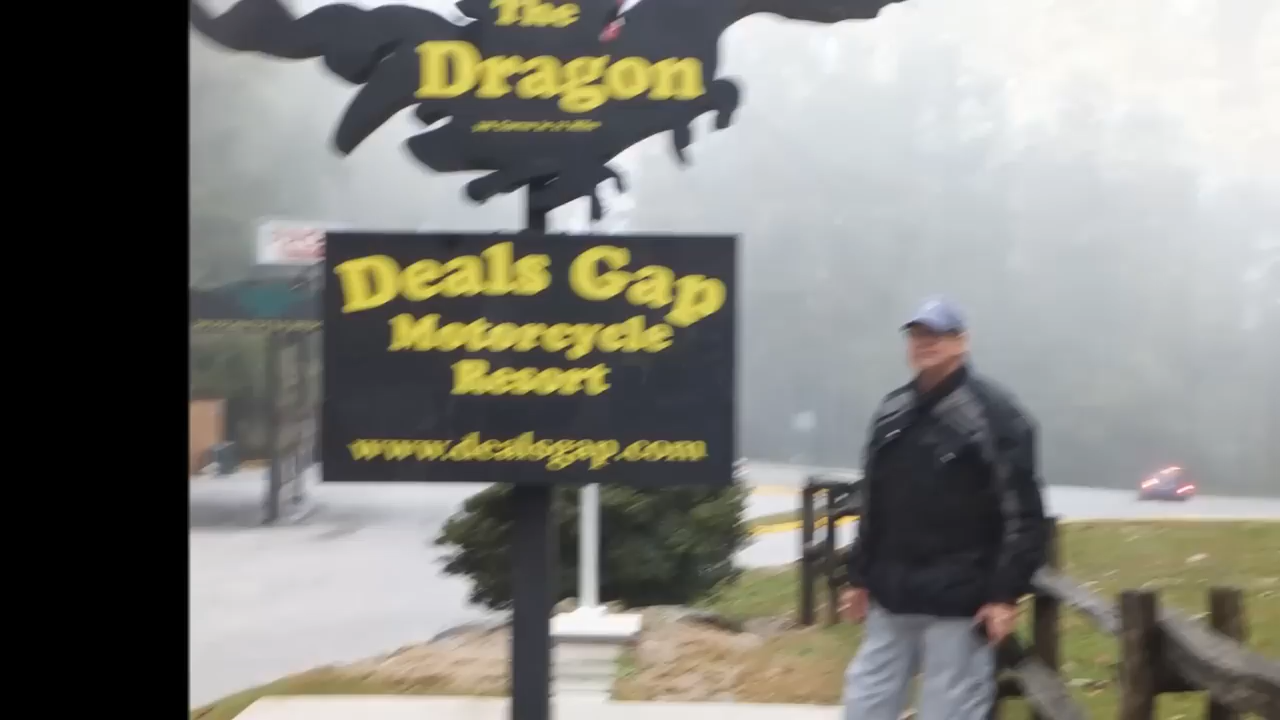 The
Dragon
Deals Gap
Motorcycle
Resort
www.dealsgap.com